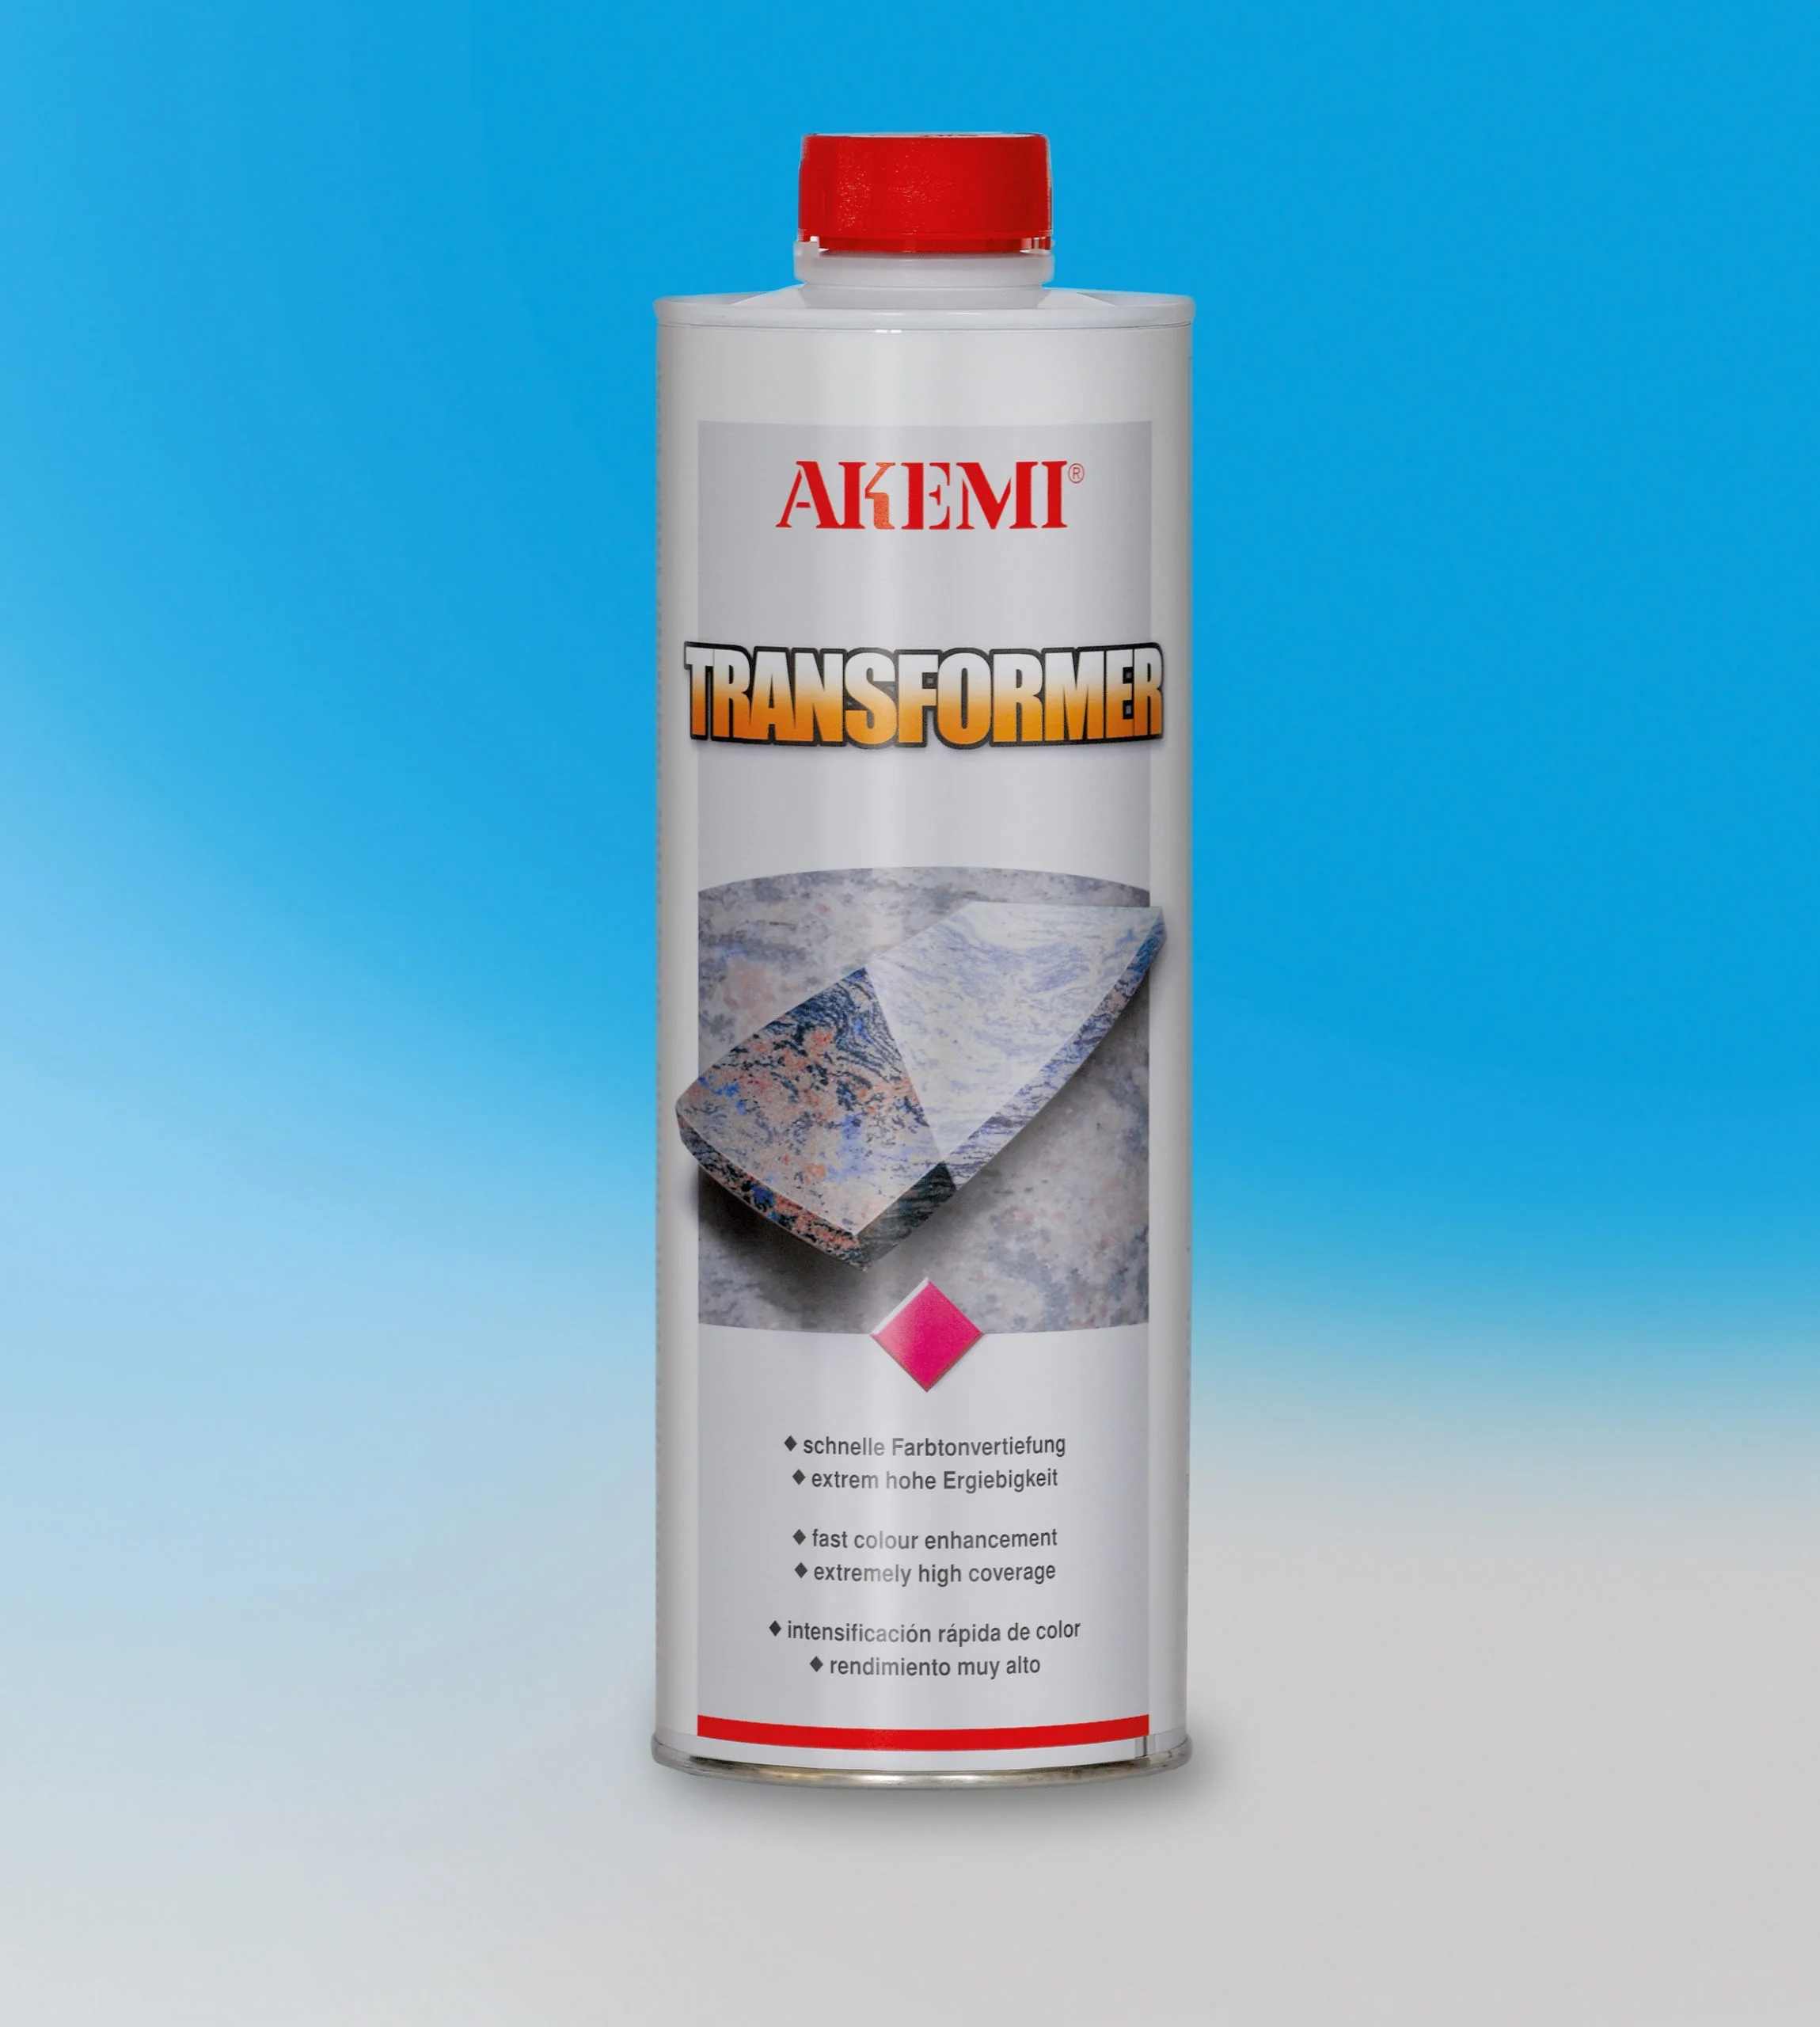 AKEMI®
TRANSFORMER
♦ schnelle Farbtonvertiefung
♦ extrem hohe Ergiebigkeit
♦ fast colour enhancement
♦ extremely high coverage
♦ intensificación rápida de color
♦ rendimiento muy alto